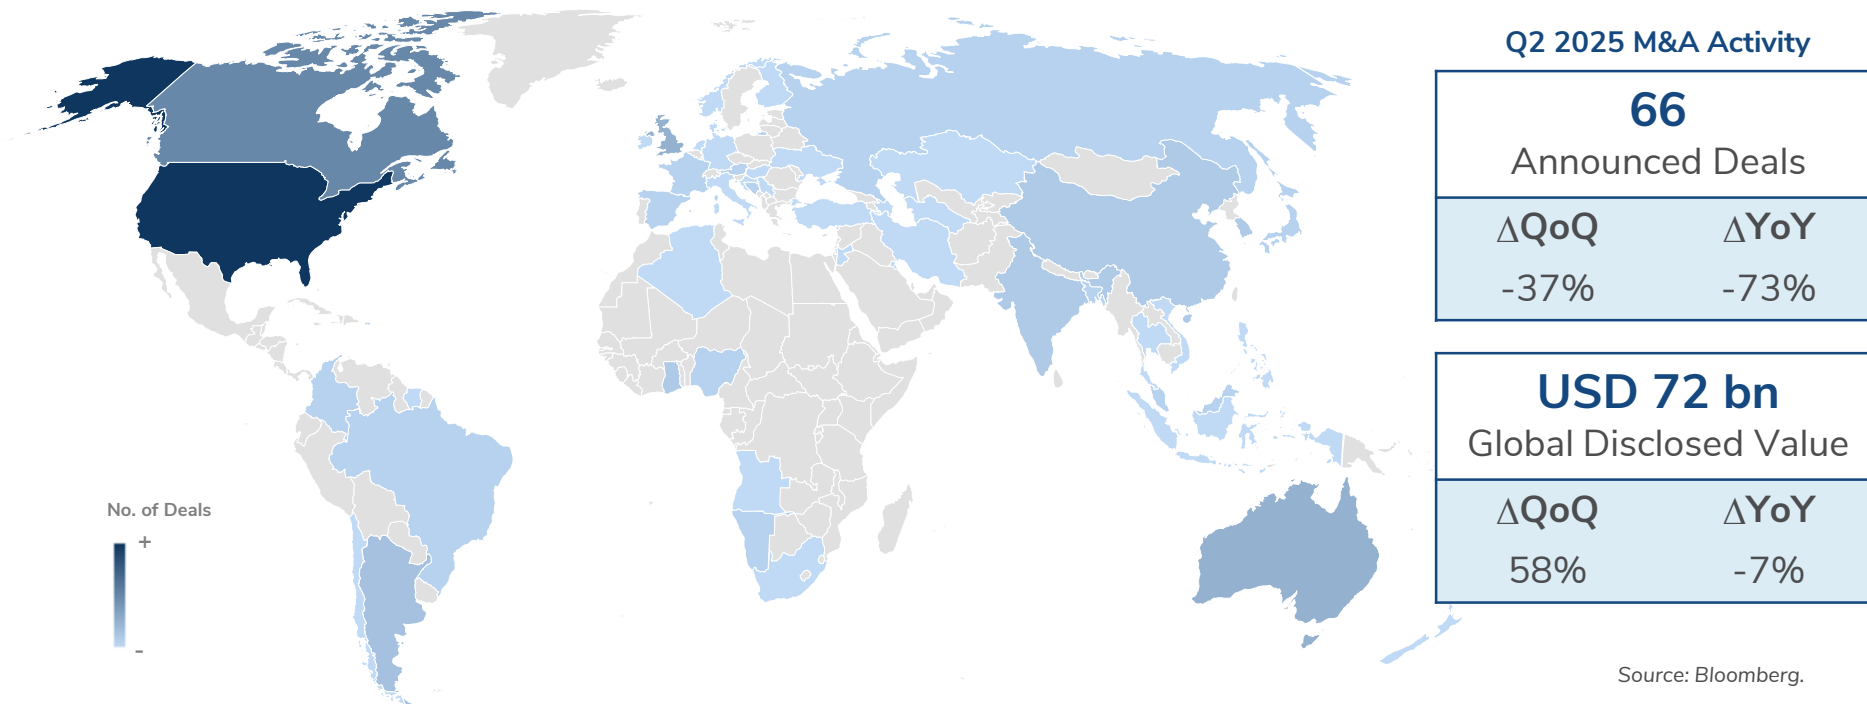 Q2 2025 M&A Activity
66
Announced Deals
∆QoQ ∆YoY
-37% -73%
USD 72 bn
Global Disclosed Value
∆QoQ ∆YoY
58% -7%
No. of Deals
+
-
Source: Bloomberg.